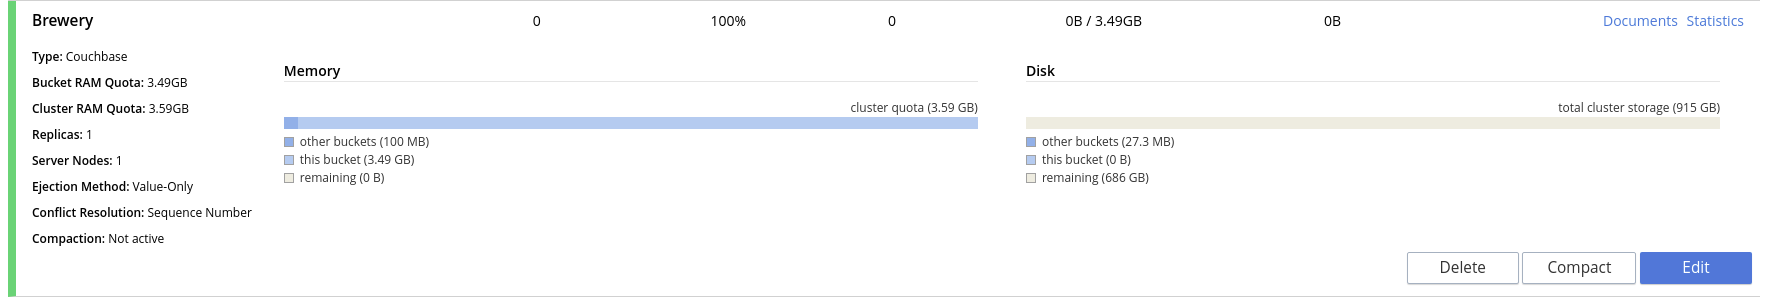 Brewery 0 100% 0 0B / 3.49GB 0B Documents Statistics
Type: Couchbase
Bucket RAM Quota: 3.49GB
Cluster RAM Quota: 3.59GB
Replicas: 1
Server Nodes: 1
Ejection Method: Value-Only
Conflict Resolution: Sequence Number
Compaction: Not active
Memory
cluster quota (3.59 GB)
other buckets (100 MB)
this bucket (3.49 GB)
remaining (0 B)
Disk
total cluster storage (915 GB)
other buckets (27.3 MB)
this bucket (0 B)
remaining (686 GB)
Delete Compact Edit